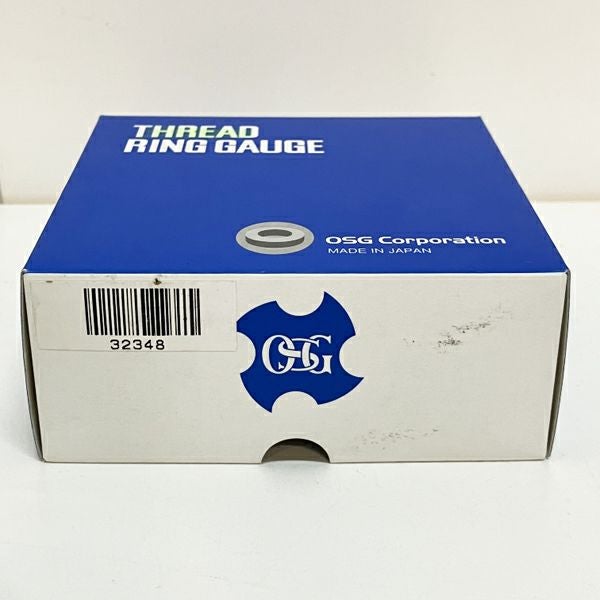 THREAD
RING GAUGE
OSG Corporation
MADE IN JAPAN
32348
OSG